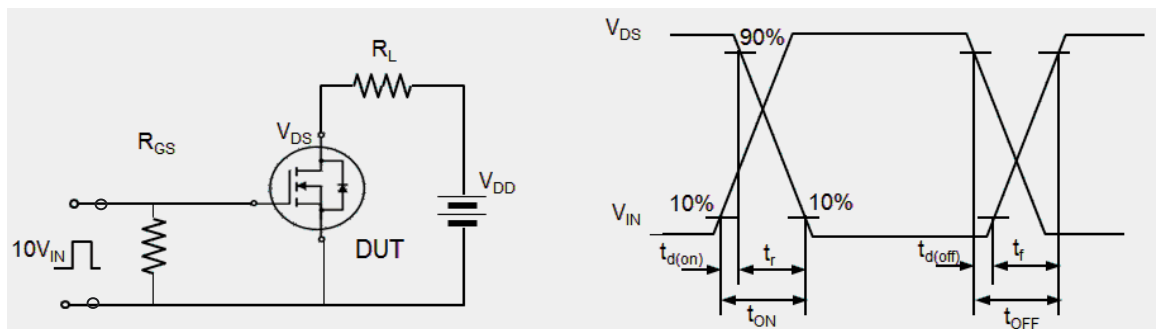 R_L
V_DS
R_GS
V_DD
10V_IN
DUT
V_DS
90%
V_IN
10%
10%
t_d(on)
t_r
t_d(off)
t_f
t_ON
t_OFF